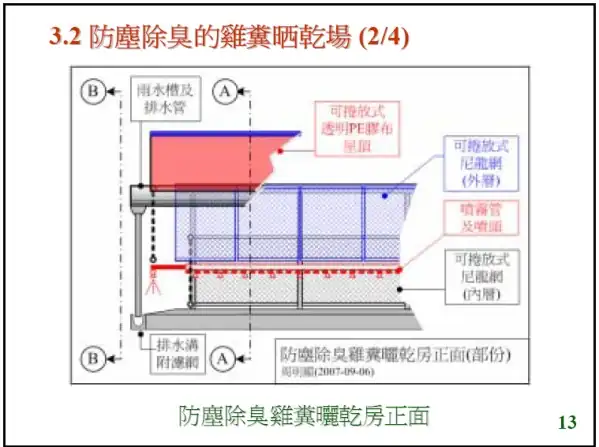 3.2 防塵除臭的雞糞晒乾場 (2/4)
B
雨水槽及
排水管
A
可捲放式
透明PE膠布
屋頂
可捲放式
尼龍網
(外層)
噴霧管
及噴頭
可捲放式
尼龍網
(內層)
B
排水溝
附濾網
A
防塵除臭雞糞曬乾房正面(部份)
(2007-09-06)
防塵除臭雞糞曬乾房正面
13